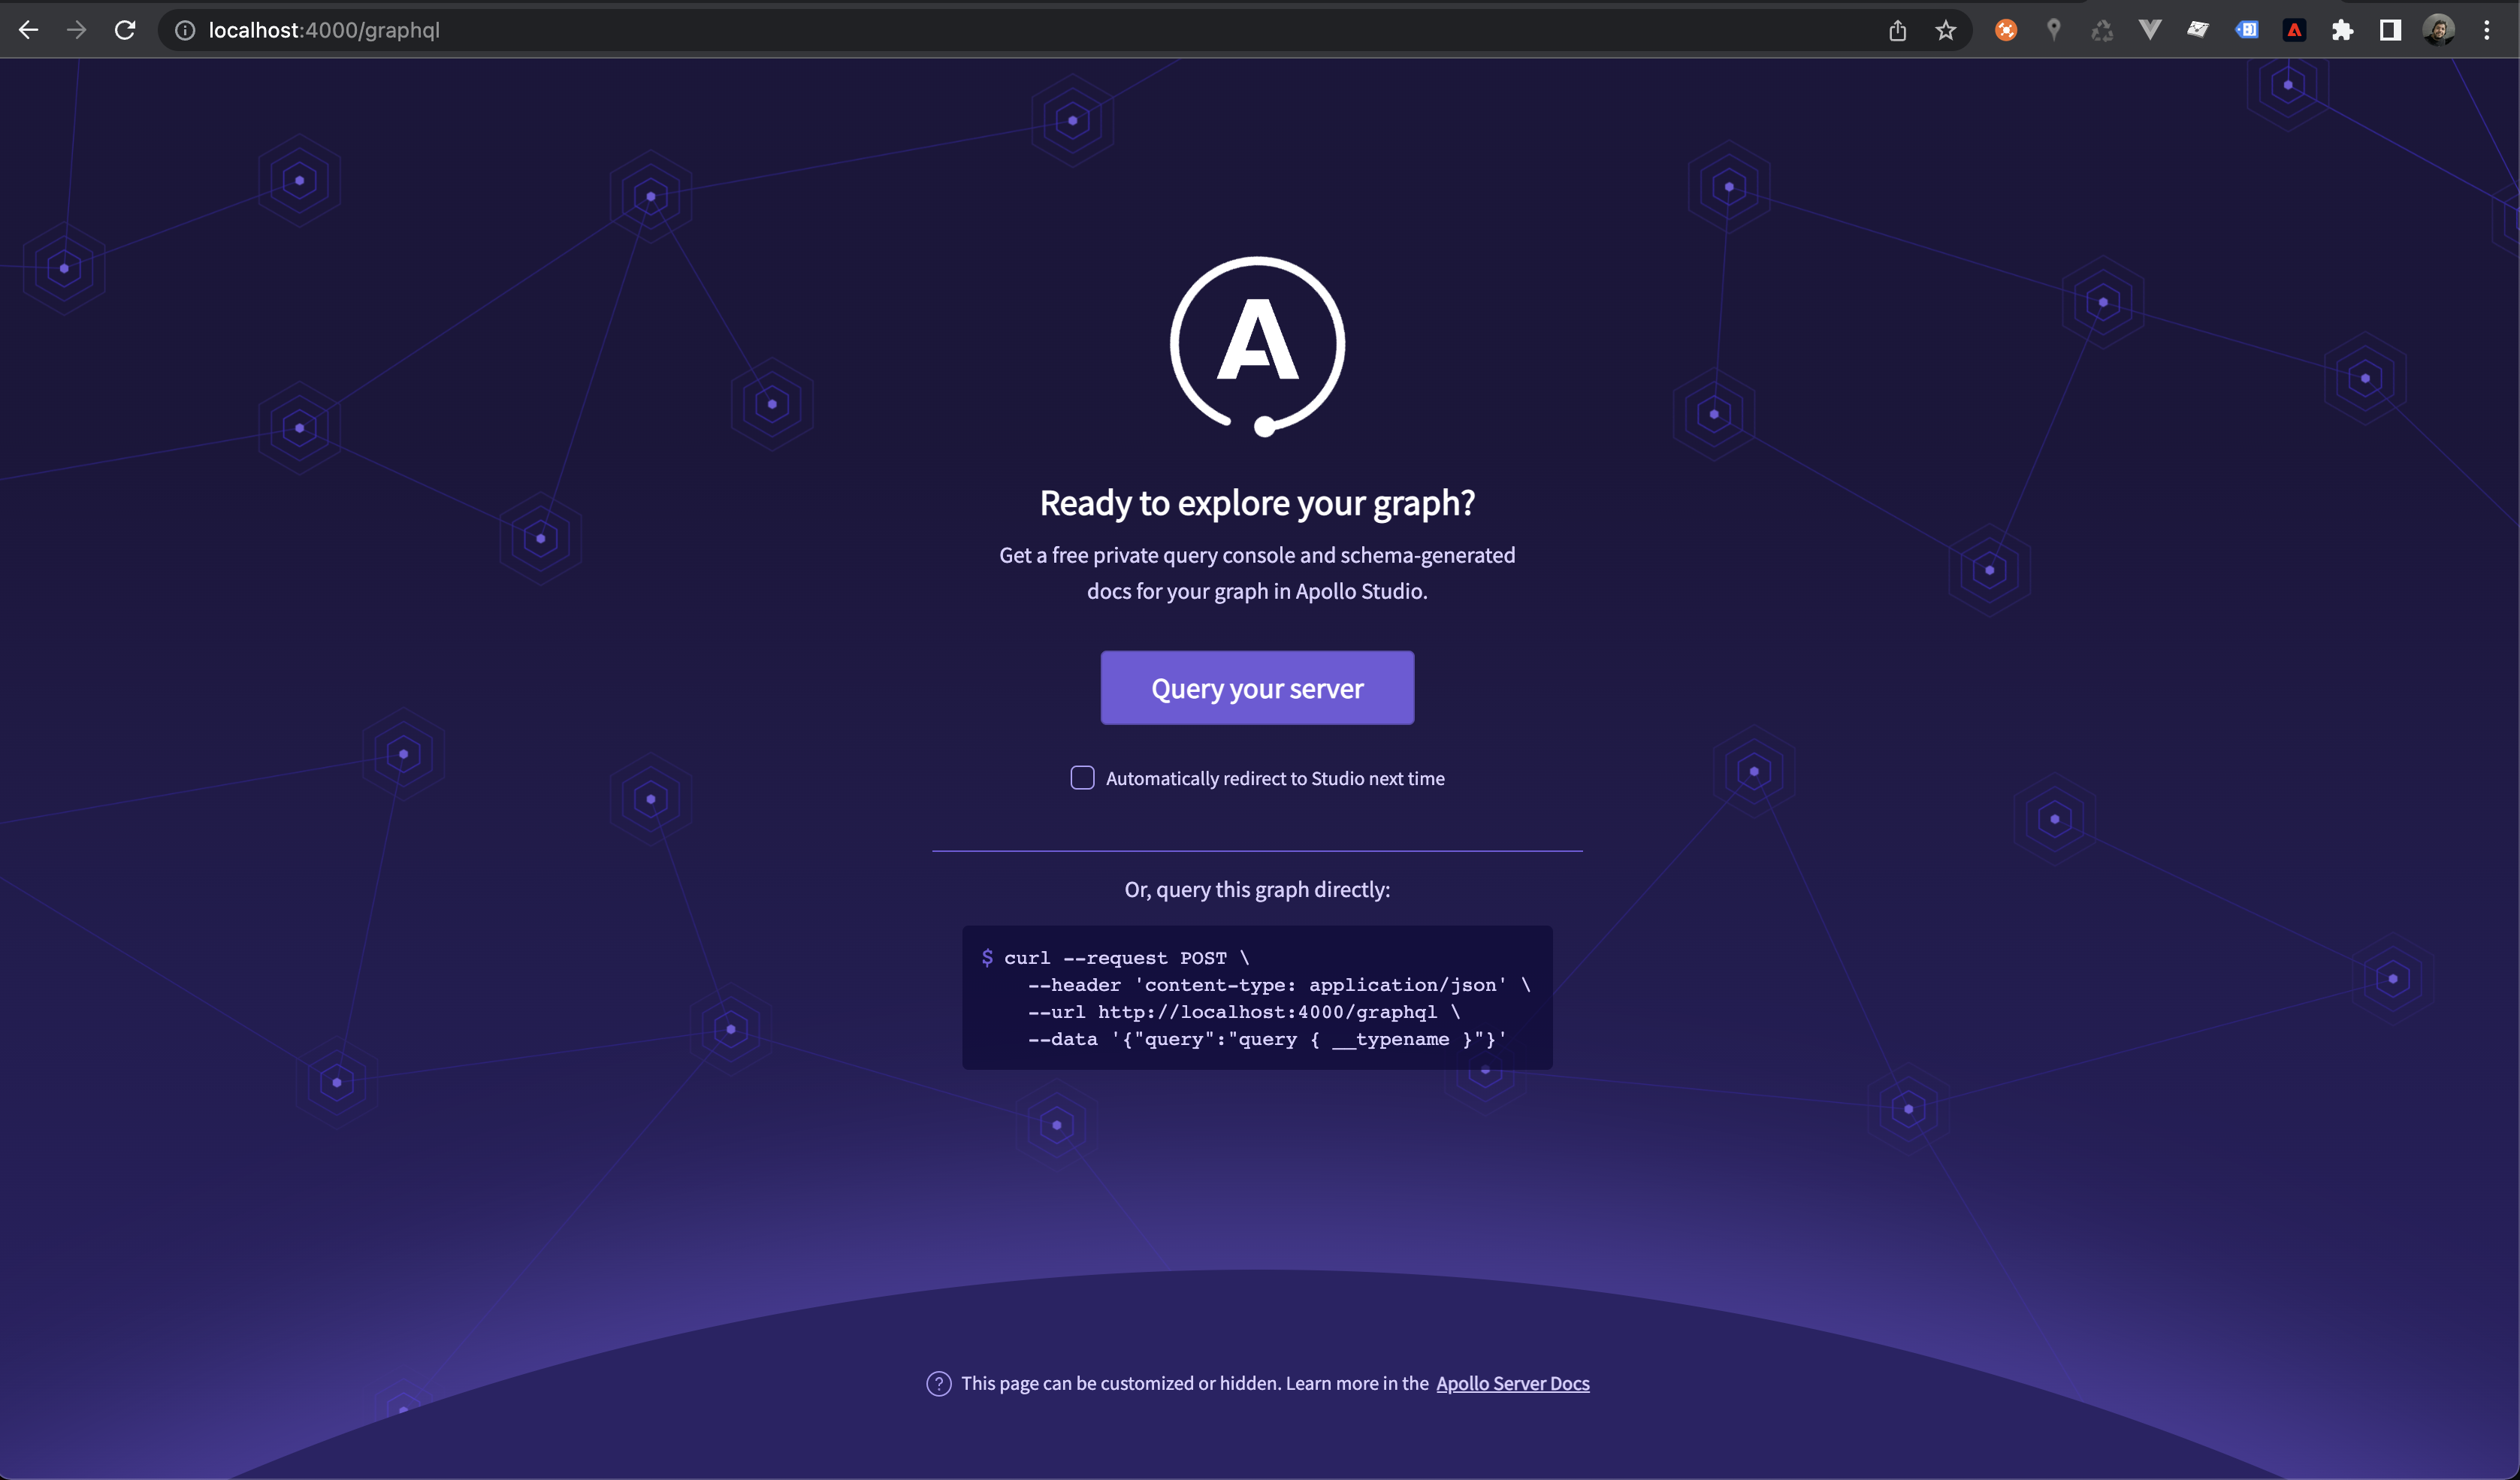 localhost:4000/graphql
A
Ready to explore your graph?
Get a free private query console and schema-generated
docs for your graph in Apollo Studio.
Query your server
Automatically redirect to Studio next time
Or, query this graph directly:
$ curl --request POST \
--header 'content-type: application/json' \
--url http://localhost:4000/graphql \
--data '{"query":"query { __typename }"}'
? This page can be customized or hidden. Learn more in the Apollo Server Docs